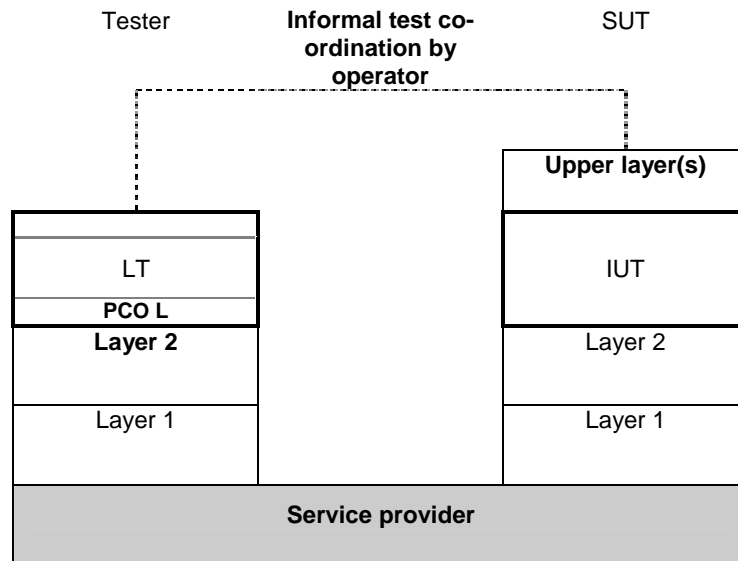 Tester
Informal test co-
ordination by
operator
SUT
Upper layer(s)
LT
IUT
PCO L
Layer 2
Layer 2
Layer 1
Layer 1
Service provider